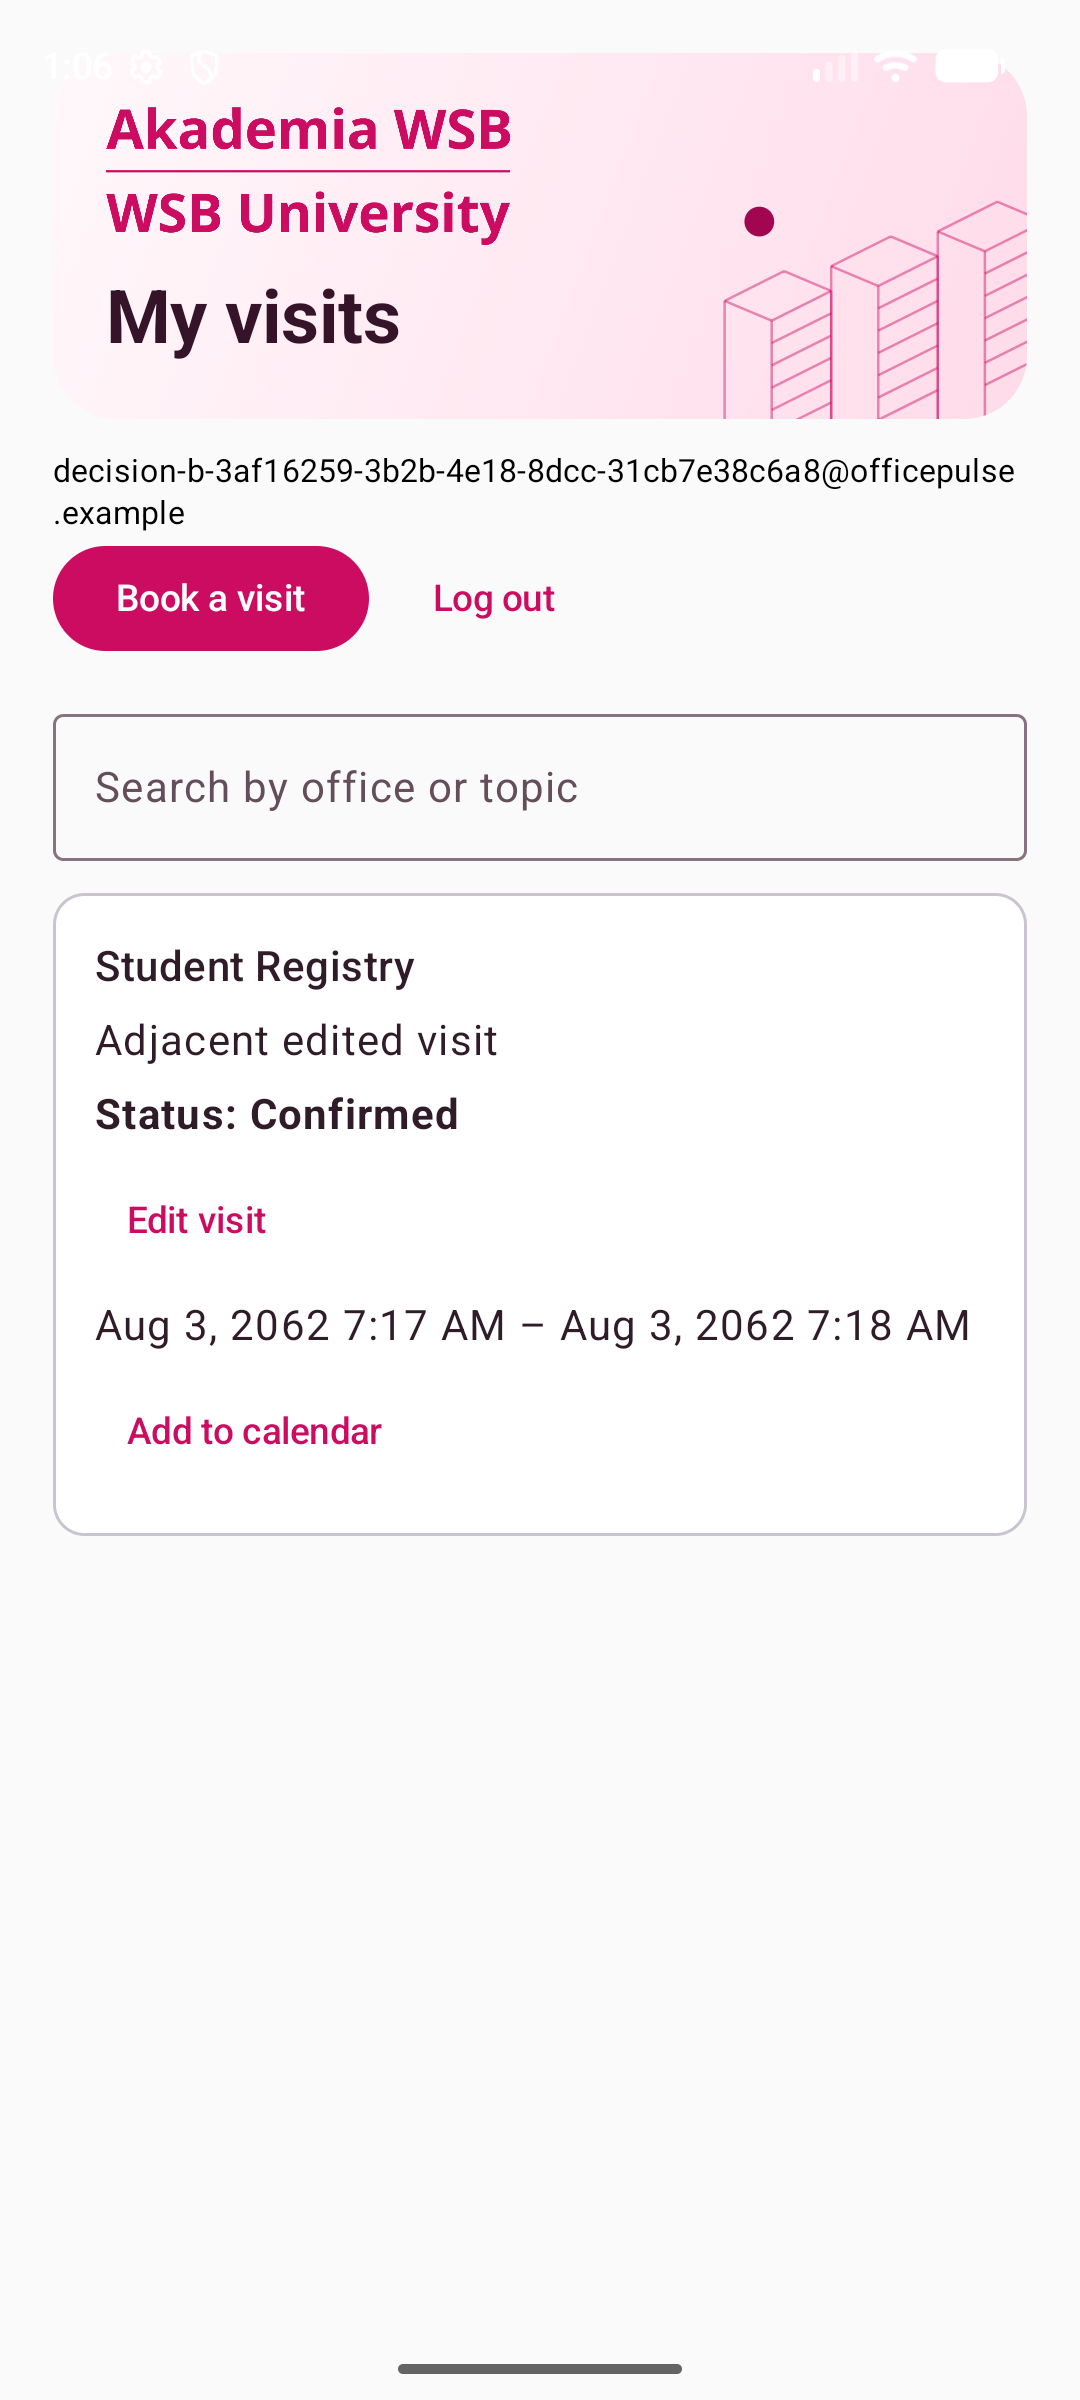 1:06
Akademia WSB
WSB University
My visits
decision-b-3af16259-3b2b-4e18-8dcc-31cb7e38c6a8@officepulse
.example
Book a visit
Log out
Search by office or topic
Student Registry
Adjacent edited visit
Status: Confirmed
Edit visit
Aug 3, 2062 7:17 AM – Aug 3, 2062 7:18 AM
Add to calendar